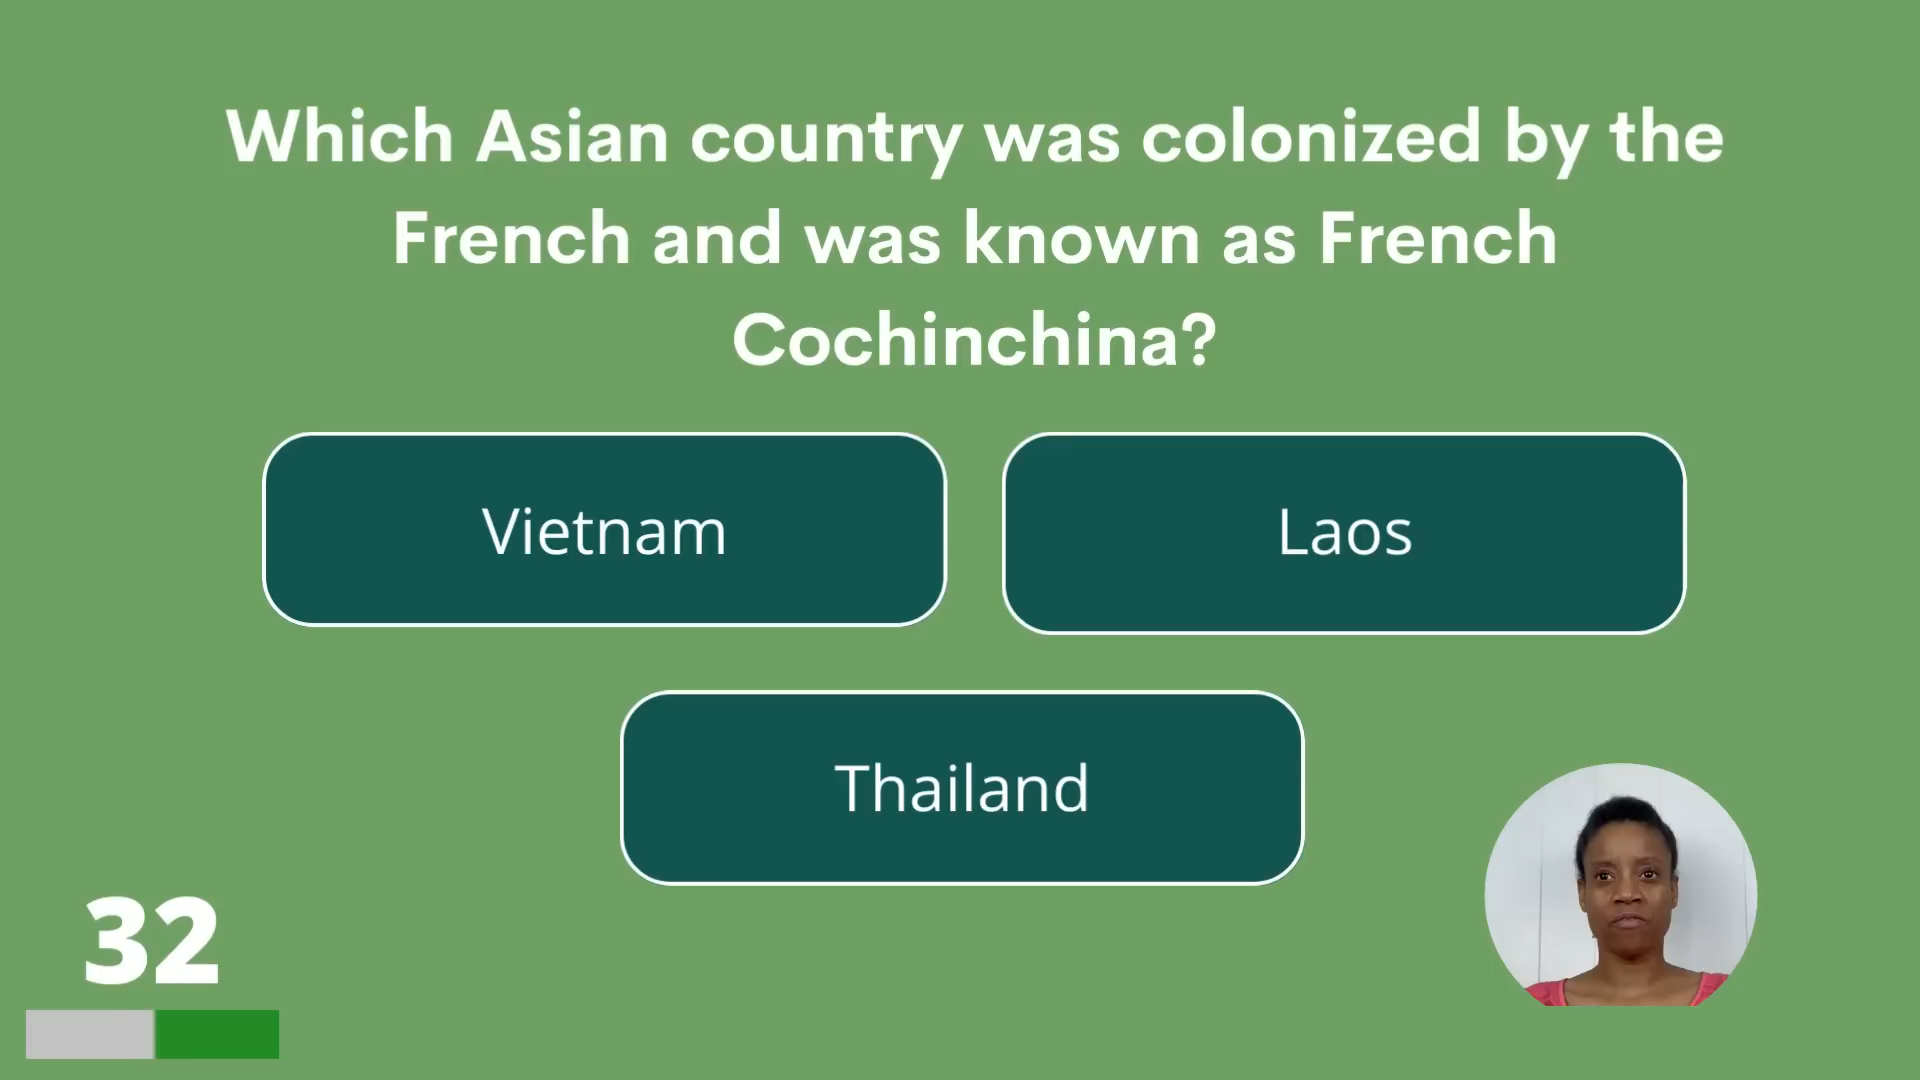 Which Asian country was colonized by the
French and was known as French
Cochinchina?
Vietnam
Laos
Thailand
32